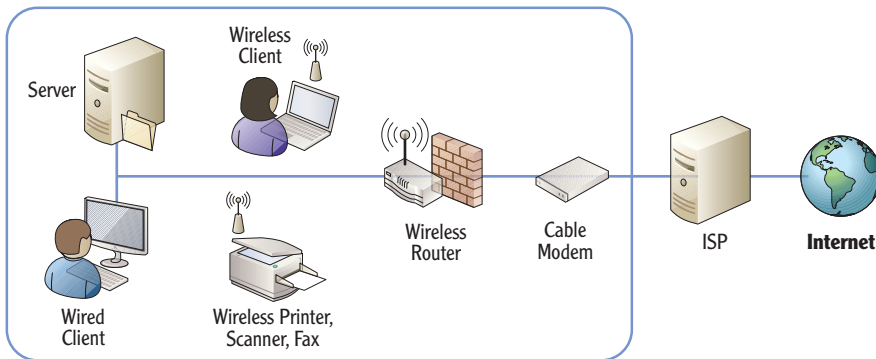 Wireless
Client
Server
Wireless
Router
Cable
Modem
ISP
Internet
Wired
Client
Wireless Printer,
Scanner, Fax